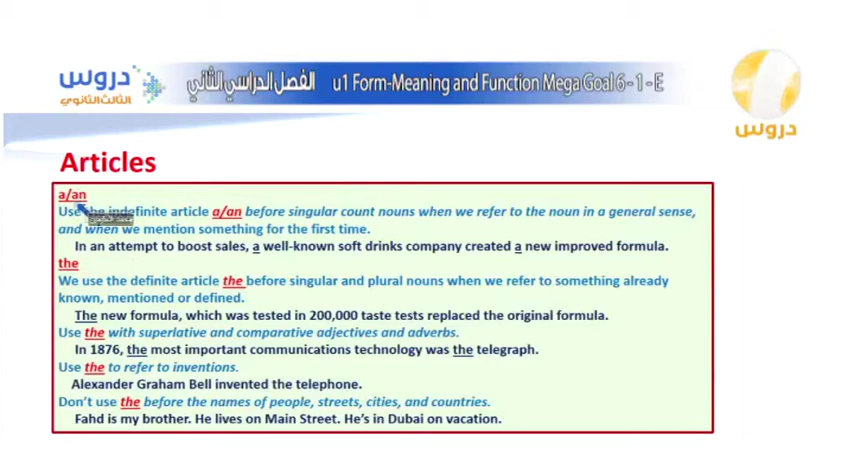 دروس
الثالث الثانوي
الفصل الدراسي الثاني u1 Form-Meaning and Function Mega Goal 6 - 1 - E
دروس
Articles
a/an
Use the indefinite article a/an before singular count nouns when we refer to the noun in a general sense,
and when we mention something for the first time.
In an attempt to boost sales, a well-known soft drinks company created a new improved formula.
the
We use the definite article the before singular and plural nouns when we refer to something already
known, mentioned or defined.
The new formula, which was tested in 200,000 taste tests replaced the original formula.
Use the with superlative and comparative adjectives and adverbs.
In 1876, the most important communications technology was the telegraph.
Use the to refer to inventions.
Alexander Graham Bell invented the telephone.
Don't use the before the names of people, streets, cities, and countries.
Fahd is my brother. He lives on Main Street. He's in Dubai on vacation.